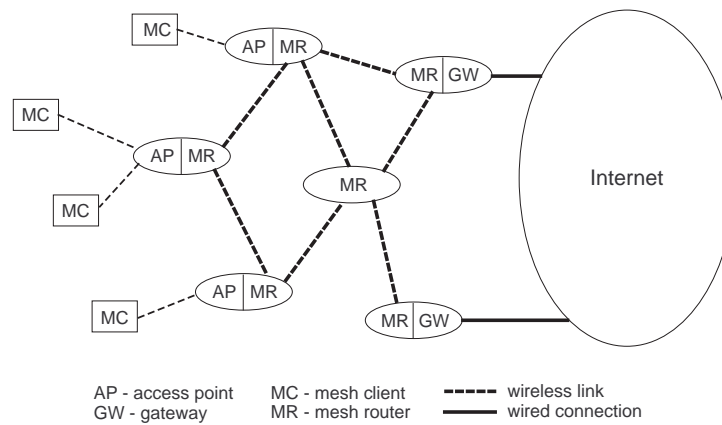 MC
AP MR
MR GW
MC
AP MR
MR
Internet
MC
AP MR
MC
MR GW
AP - access point
MC - mesh client
wireless link
GW - gateway
MR - mesh router
wired connection